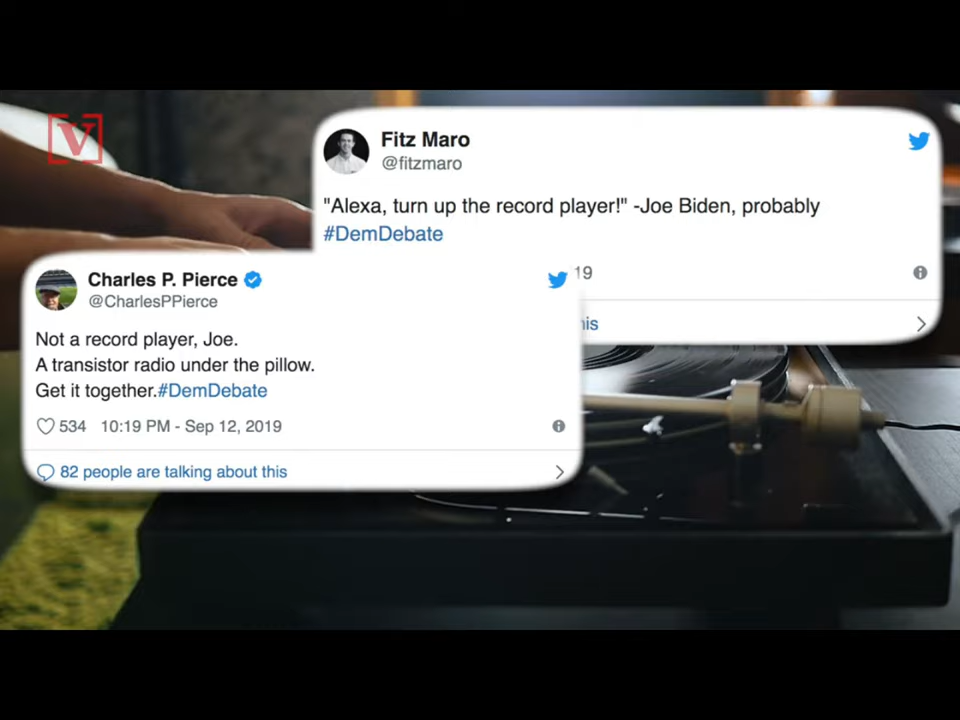 V
Fitz Maro
@fitzmaro
"Alexa, turn up the record player!" -Joe Biden, probably
#DemDebate
19
his
Charles P. Pierce
@CharlesPPierce
Not a record player, Joe.
A transistor radio under the pillow.
Get it together.#DemDebate
534 10:19 PM - Sep 12, 2019
82 people are talking about this